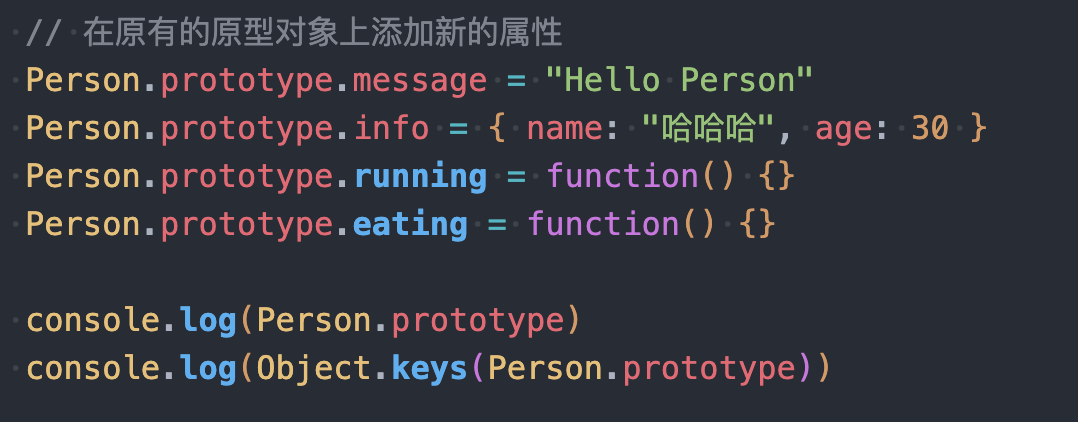 // 在原有的原型对象上添加新的属性
Person.prototype.message = "Hello Person"
Person.prototype.info = { name: "哈哈哈", age: 30 }
Person.prototype.running = function() {}
Person.prototype.eating = function() {}
console.log(Person.prototype)
console.log(Object.keys(Person.prototype))